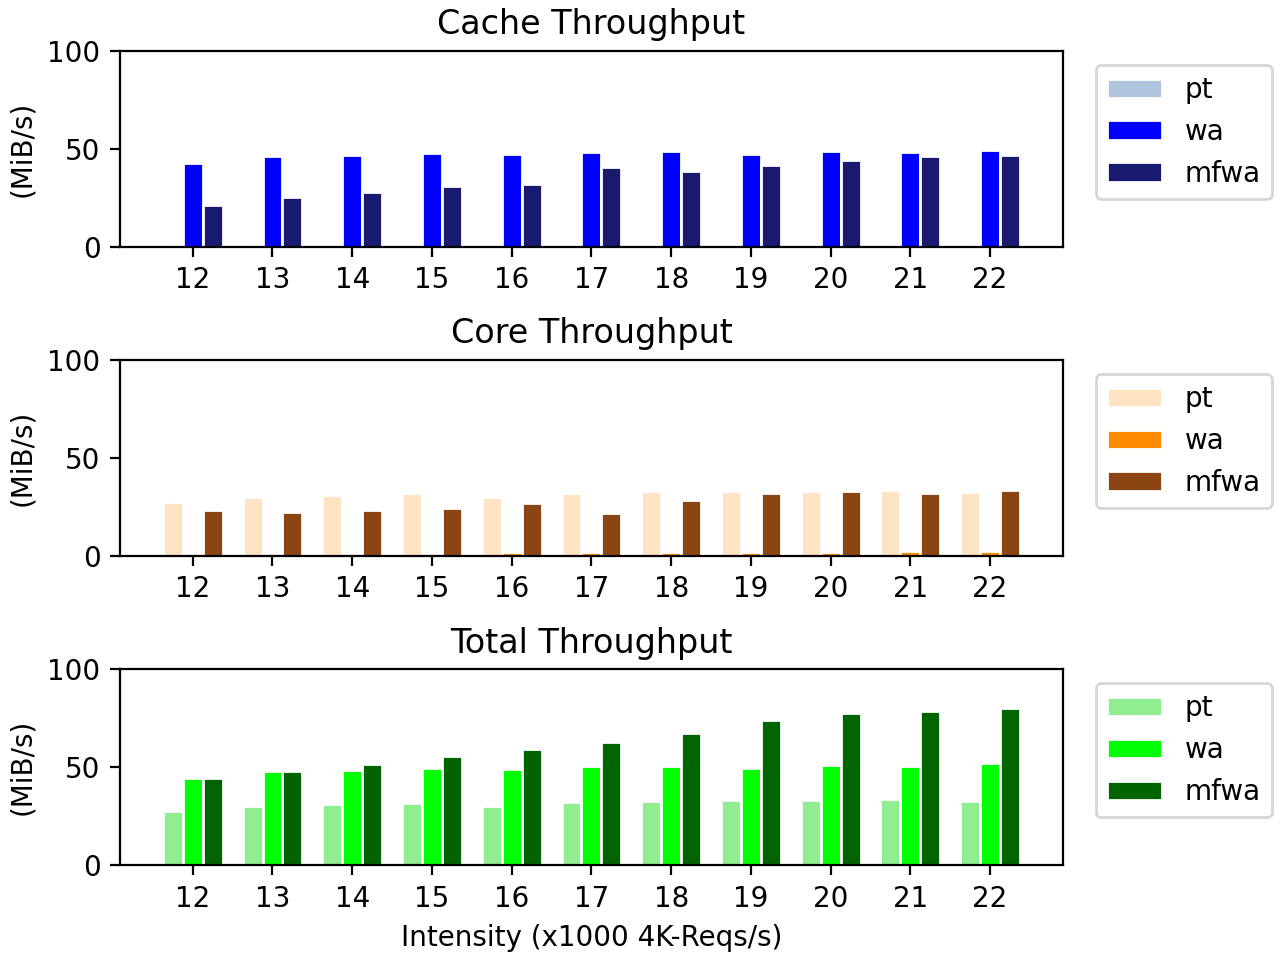 Cache Throughput
(MiB/s)
100
50
0
12 13 14 15 16 17 18 19 20 21 22
pt
wa
mfwa
Core Throughput
(MiB/s)
100
50
0
12 13 14 15 16 17 18 19 20 21 22
pt
wa
mfwa
Total Throughput
(MiB/s)
100
50
0
12 13 14 15 16 17 18 19 20 21 22
Intensity (x1000 4K-Reqs/s)
pt
wa
mfwa